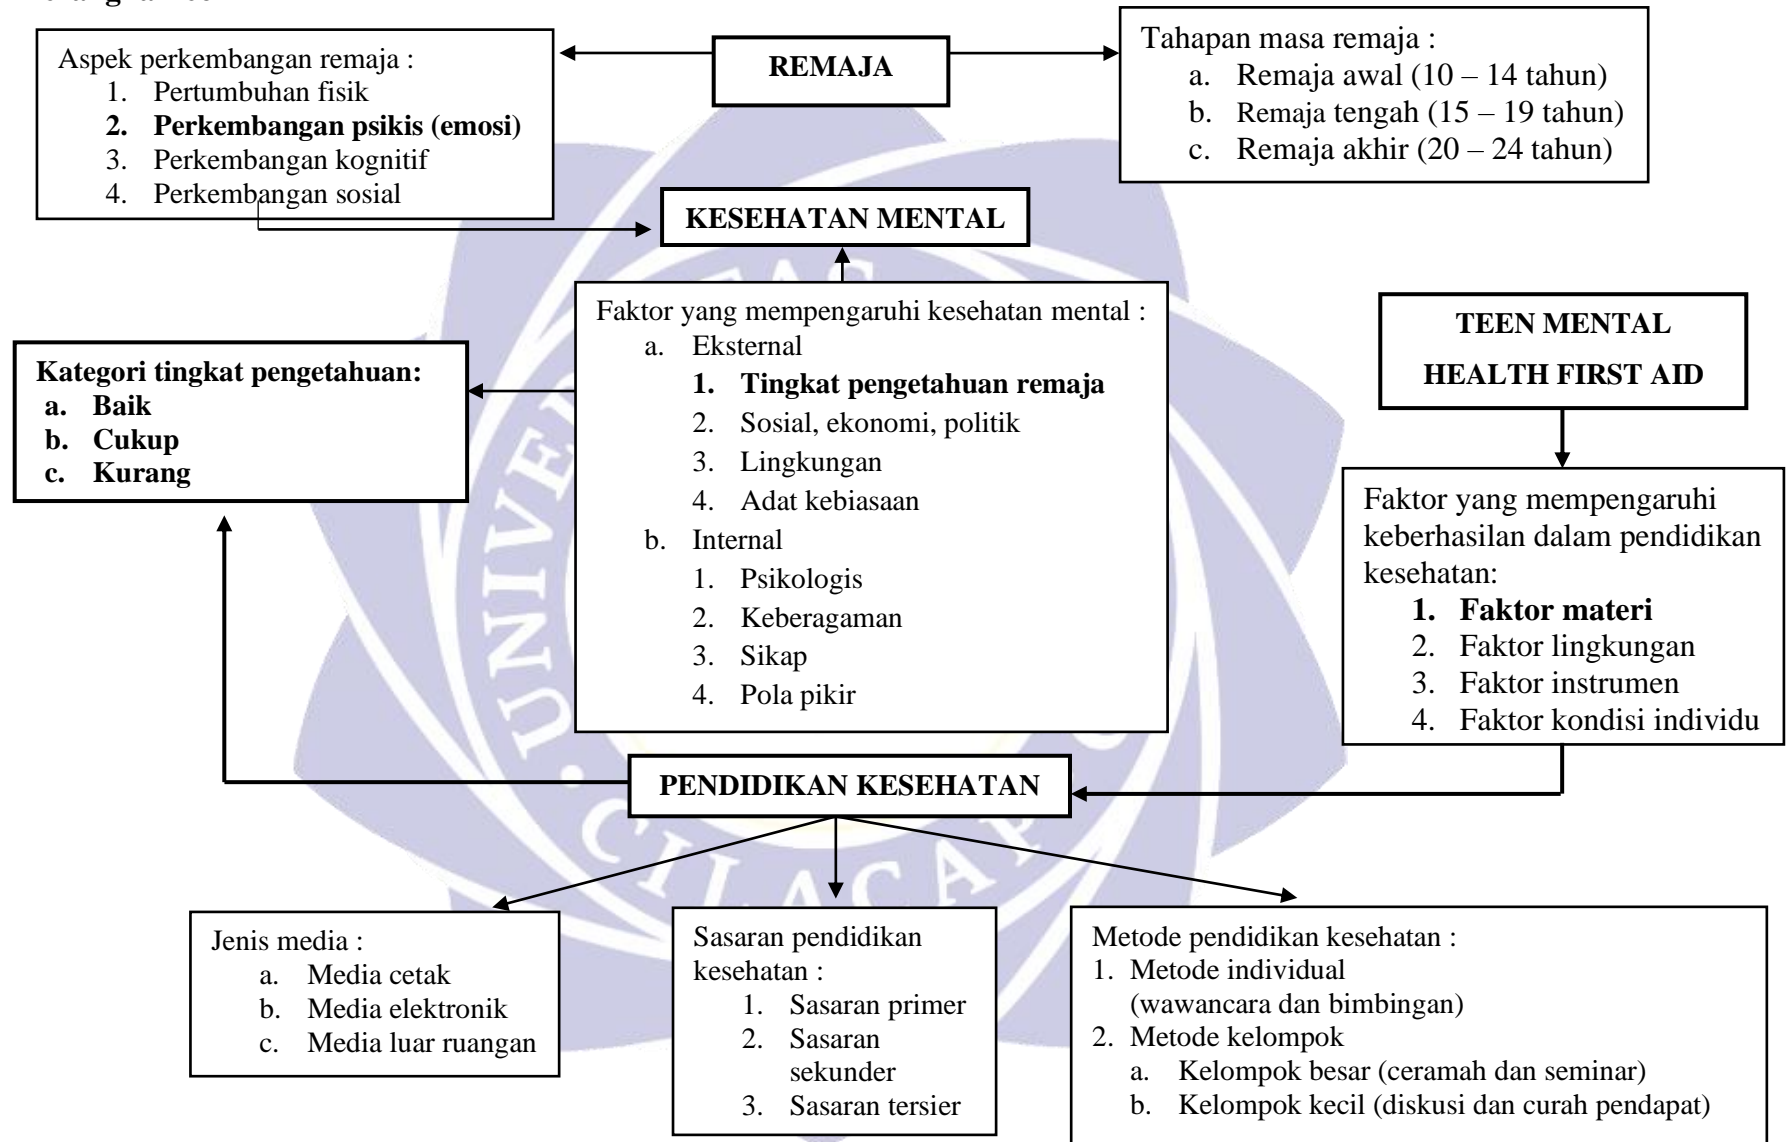 Aspek perkembangan remaja :
1. Pertumbuhan fisik
2. Perkembangan psikis (emosi)
3. Perkembangan kognitif
4. Perkembangan sosial
REMAJA
Tahapan masa remaja :
a. Remaja awal (10 – 14 tahun)
b. Remaja tengah (15 – 19 tahun)
c. Remaja akhir (20 – 24 tahun)
KESEHATAN MENTAL
Faktor yang mempengaruhi kesehatan mental :
a. Eksternal
1. Tingkat pengetahuan remaja
2. Sosial, ekonomi, politik
3. Lingkungan
4. Adat kebiasaan
b. Internal
1. Psikologis
2. Keberagaman
3. Sikap
4. Pola pikir
Kategori tingkat pengetahuan:
a. Baik
b. Cukup
c. Kurang
TEEN MENTAL
HEALTH FIRST AID
Faktor yang mempengaruhi
keberhasilan dalam pendidikan
kesehatan:
1. Faktor materi
2. Faktor lingkungan
3. Faktor instrumen
4. Faktor kondisi individu
PENDIDIKAN KESEHATAN
Jenis media :
a. Media cetak
b. Media elektronik
c. Media luar ruangan
Sasaran pendidikan
kesehatan :
1. Sasaran primer
2. Sasaran
sekunder
3. Sasaran tersier
Metode pendidikan kesehatan :
1. Metode individual
(wawancara dan bimbingan)
2. Metode kelompok
a. Kelompok besar (ceramah dan seminar)
b. Kelompok kecil (diskusi dan curah pendapat)
CILACAP